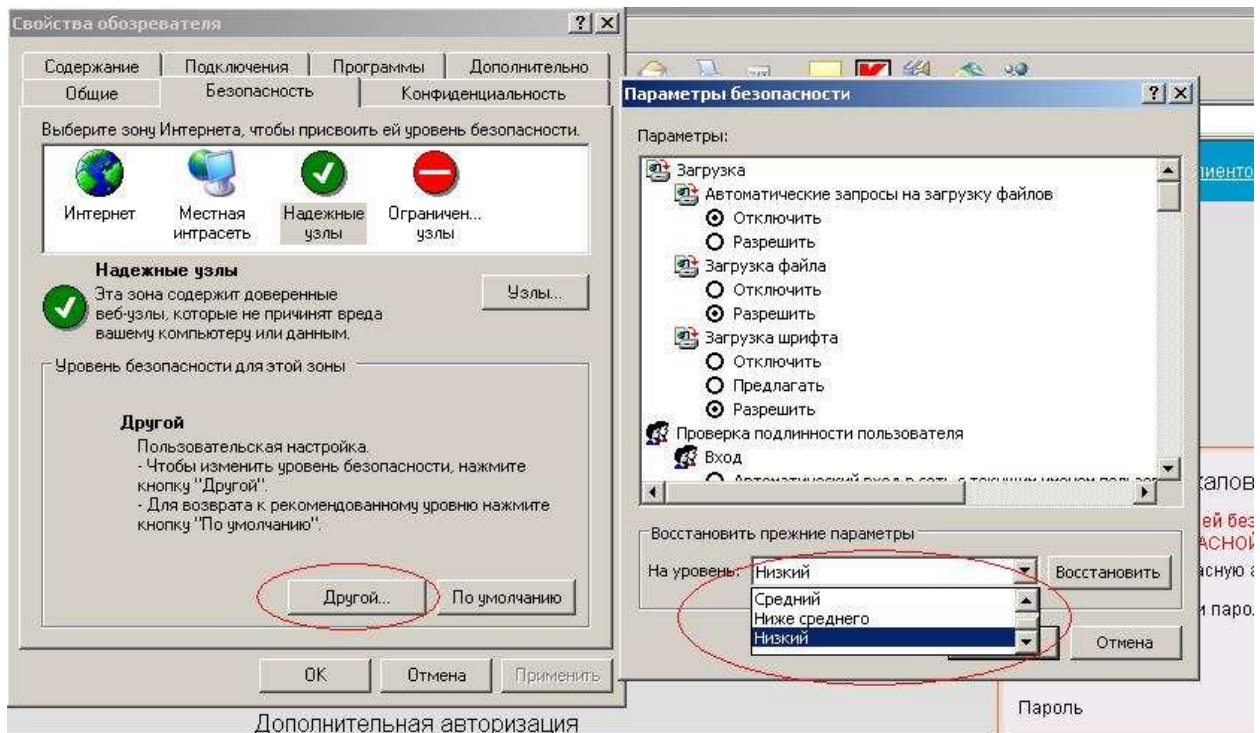 Свойства обозревателя
Содержание Подключения Программы Дополнительно
Общие Безопасность Конфиденциальность
Выберите зону Интернета, чтобы присвоить ей уровень безопасности.
Интернет
Местная
интрасеть
Надежные
узлы
Ограничен...
узлы
Надежные узлы
Эта зона содержит доверенные
веб-узлы, которые не причинят вреда
вашему компьютеру или данным.
Узлы...
Уровень безопасности для этой зоны
Другой
Пользовательская настройка.
- Чтобы изменить уровень безопасности, нажмите
кнопку "Другой".
- Для возврата к рекомендованному уровню нажмите
кнопку "По умолчанию".
Другой... По умолчанию
OK Отмена Применить
Дополнительная авторизация
Параметры безопасности
Параметры:
Загрузка
Автоматические запросы на загрузку файлов
Отключить
Разрешить
Загрузка файла
Отключить
Разрешить
Загрузка шрифта
Отключить
Предлагать
Разрешить
Проверка подлинности пользователя
Вход
Автоматический вход в сеть с текущим именем
Восстановить прежние параметры
На уровень: Низкий Восстановить
Средний
Ниже среднего
Низкий
Отмена
Пароль